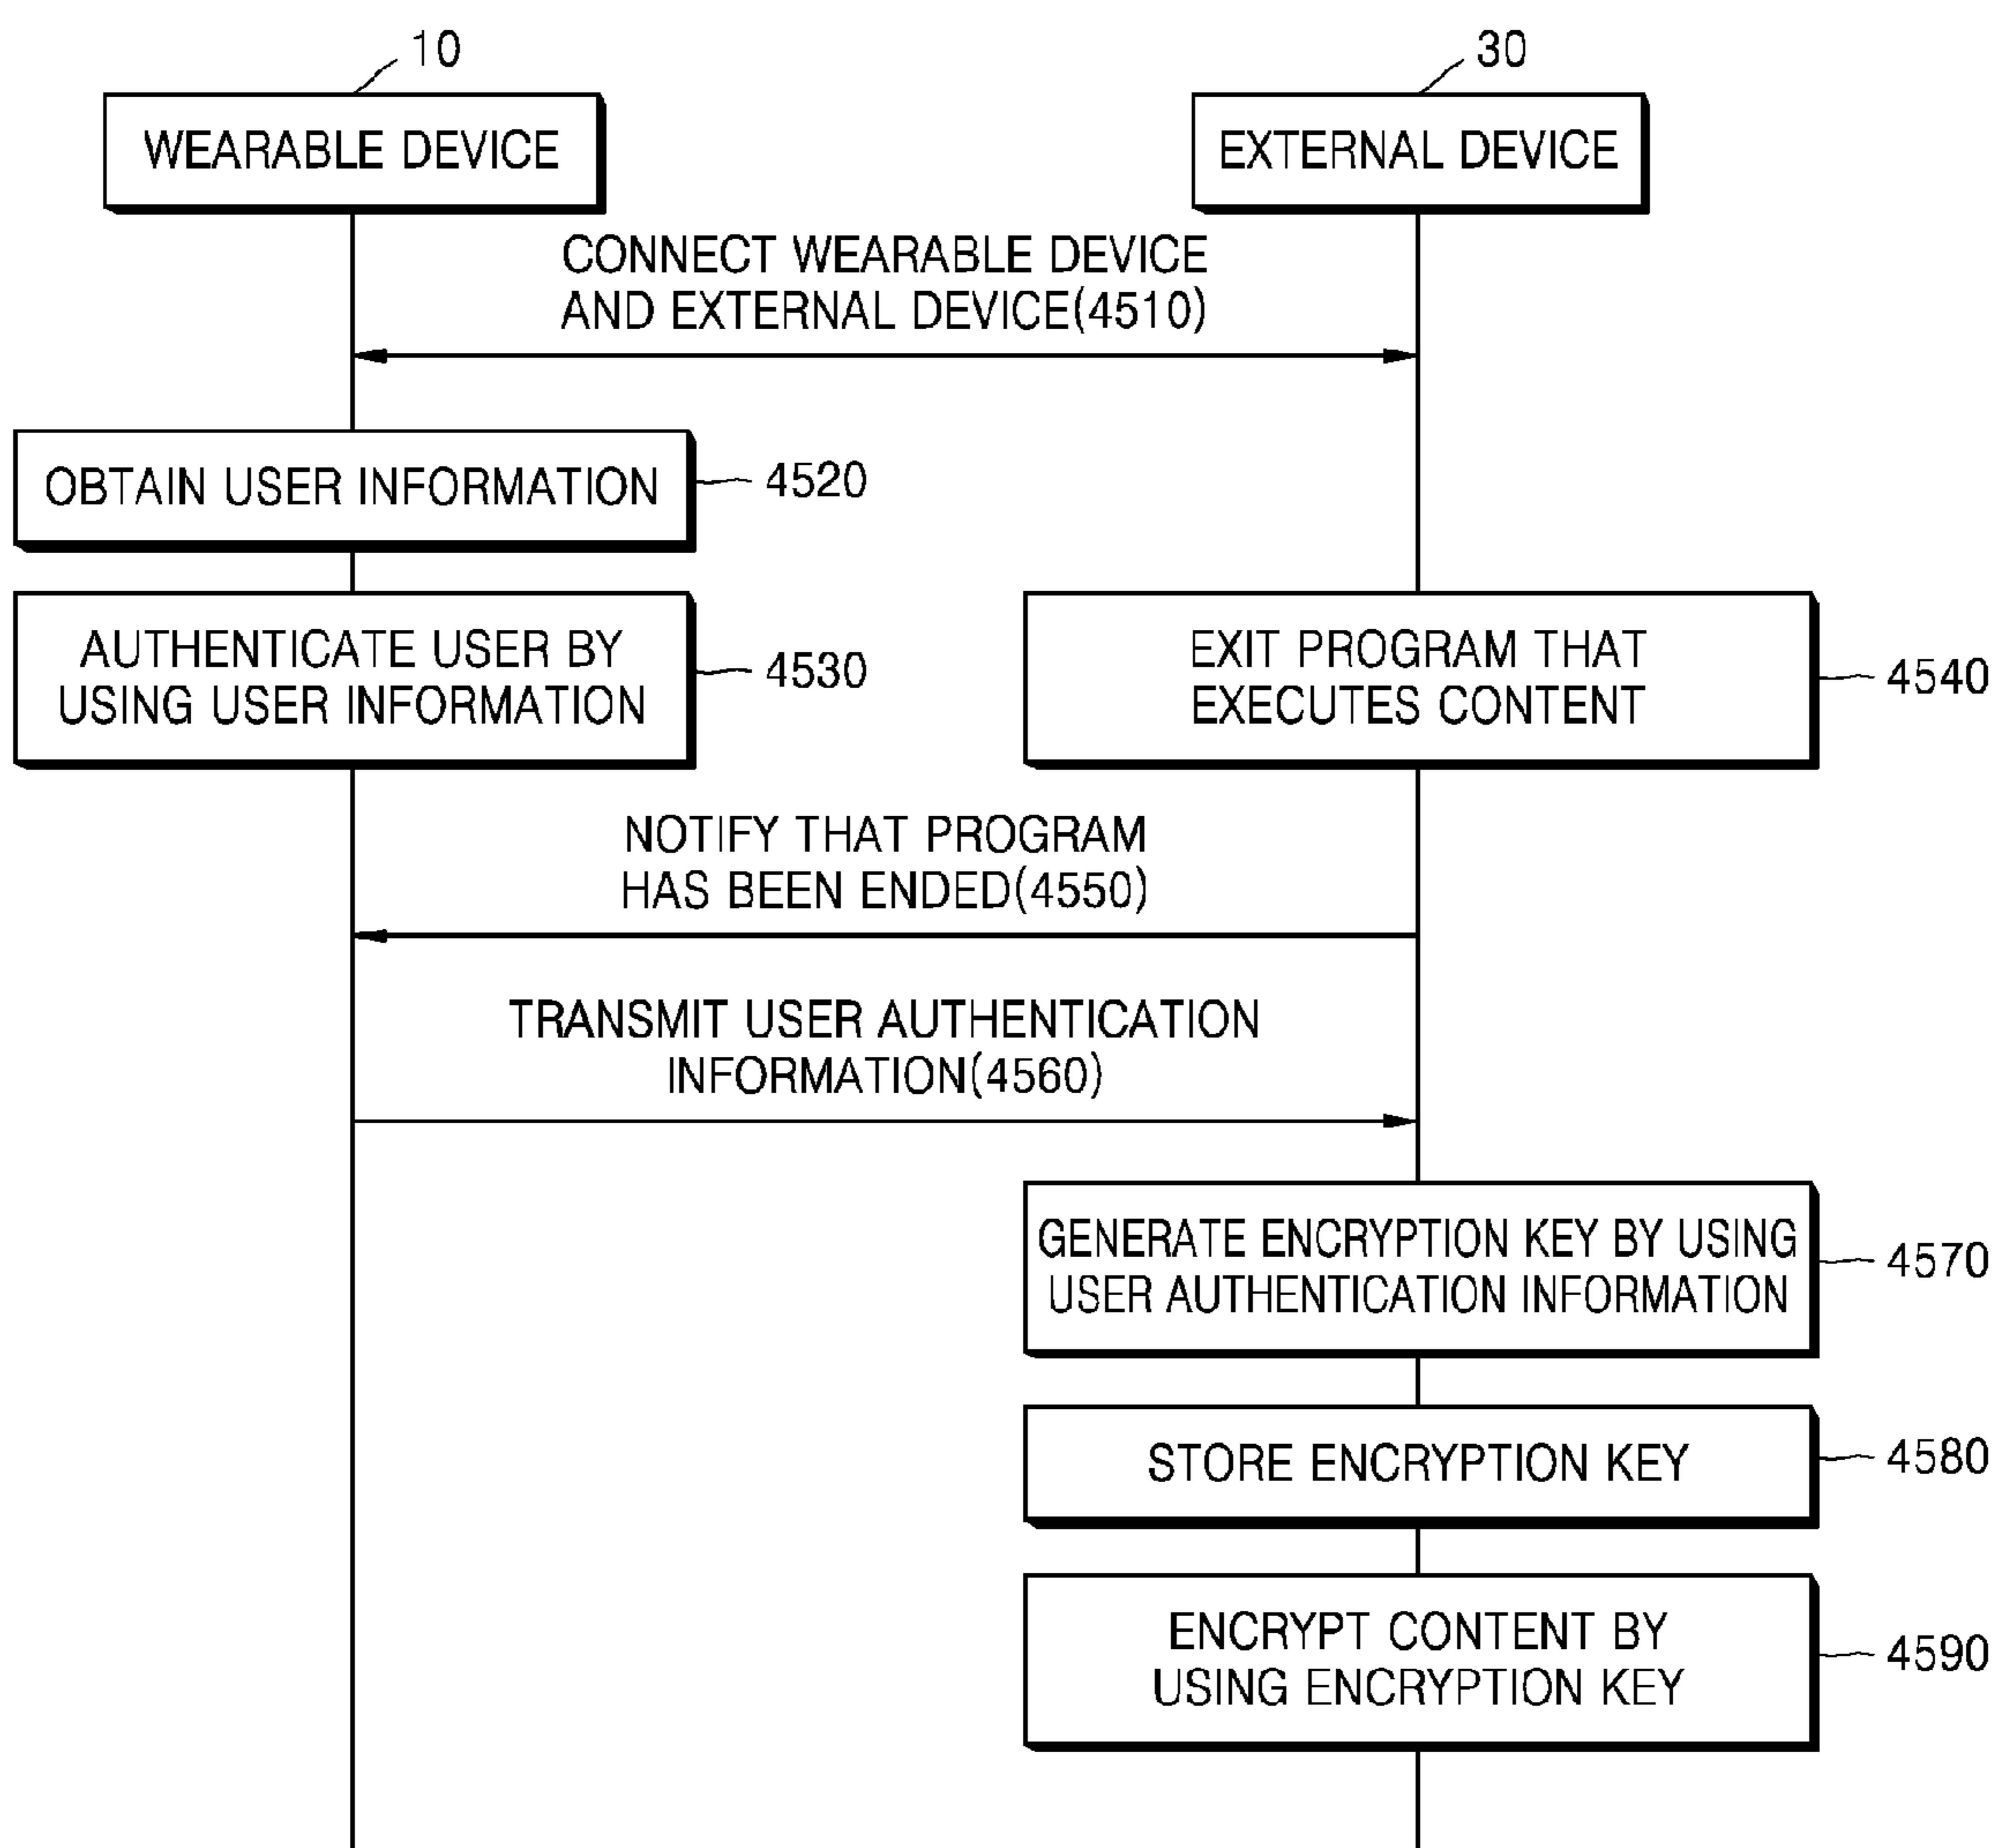 10
30
WEARABLE DEVICE
EXTERNAL DEVICE
CONNECT WEARABLE DEVICE
AND EXTERNAL DEVICE(4510)
OBTAIN USER INFORMATION
4520
AUTHENTICATE USER BY
USING USER INFORMATION
4530
EXIT PROGRAM THAT
EXECUTES CONTENT
4540
NOTIFY THAT PROGRAM
HAS BEEN ENDED(4550)
TRANSMIT USER AUTHENTICATION
INFORMATION(4560)
GENERATE ENCRYPTION KEY BY USING
USER AUTHENTICATION INFORMATION
4570
STORE ENCRYPTION KEY
4580
ENCRYPT CONTENT BY
USING ENCRYPTION KEY
4590